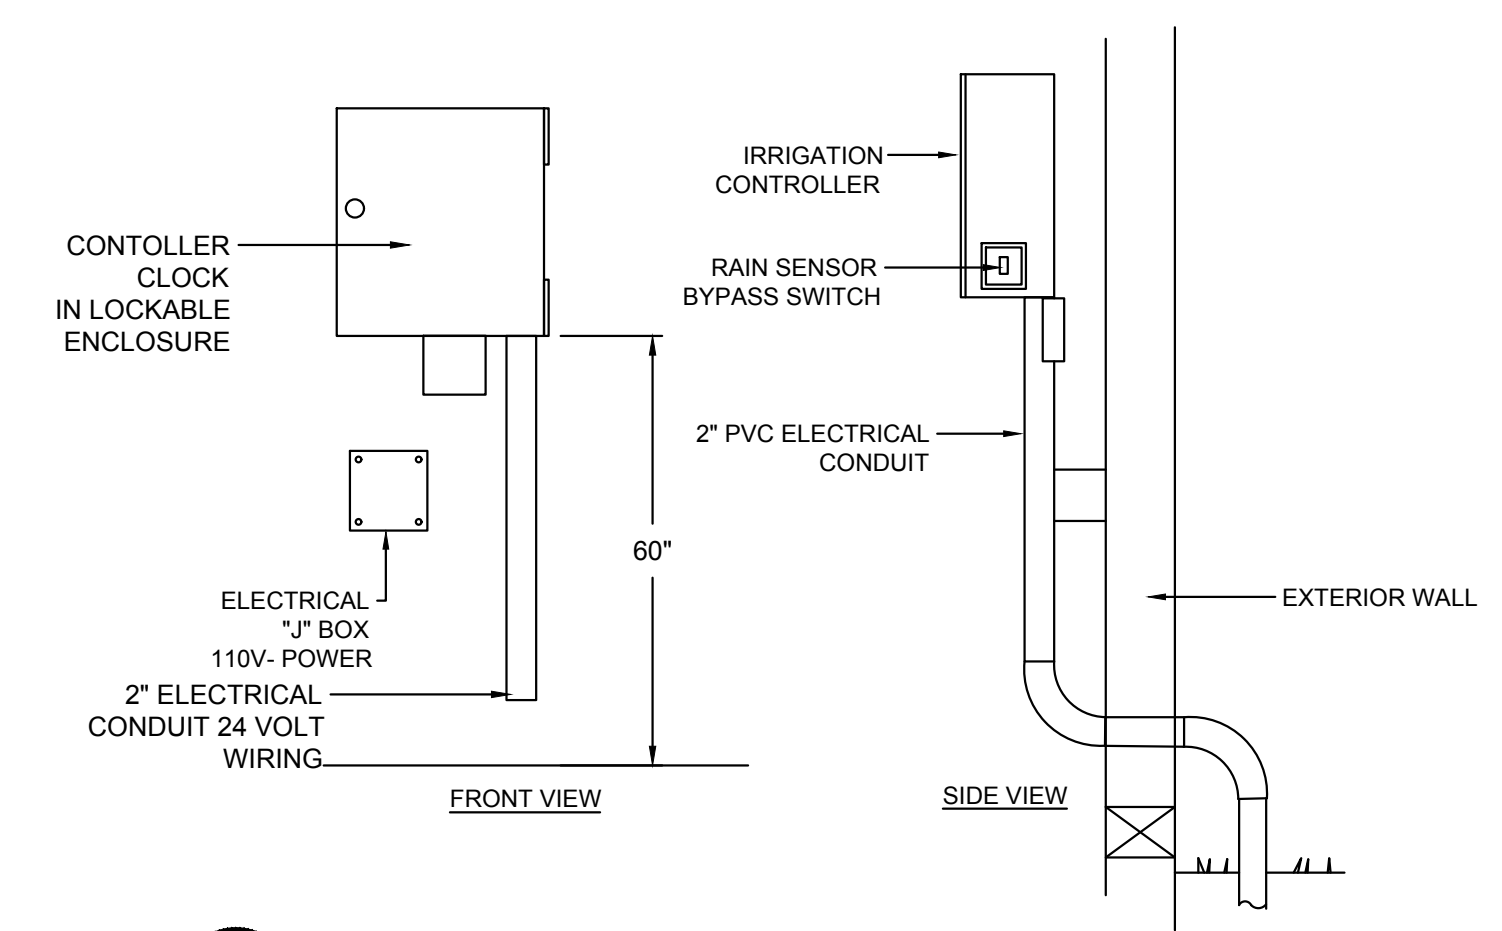 CONTOLLER
CLOCK
IN LOCKABLE
ENCLOSURE
60"
ELECTRICAL
"J" BOX
110V- POWER
2" ELECTRICAL
CONDUIT 24 VOLT
WIRING
FRONT VIEW
IRRIGATION
CONTROLLER
RAIN SENSOR
BYPASS SWITCH
2" PVC ELECTRICAL
CONDUIT
EXTERIOR WALL
SIDE VIEW